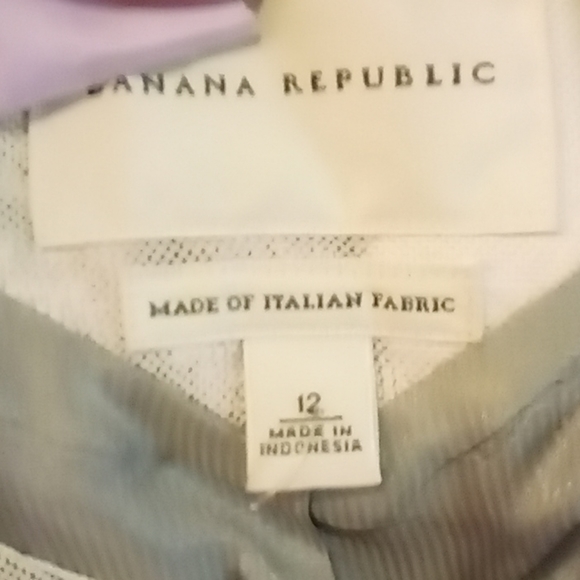 BANANA REPUBLIC
MADE OF ITALIAN FABRIC
12
MADE IN
INDONESIA